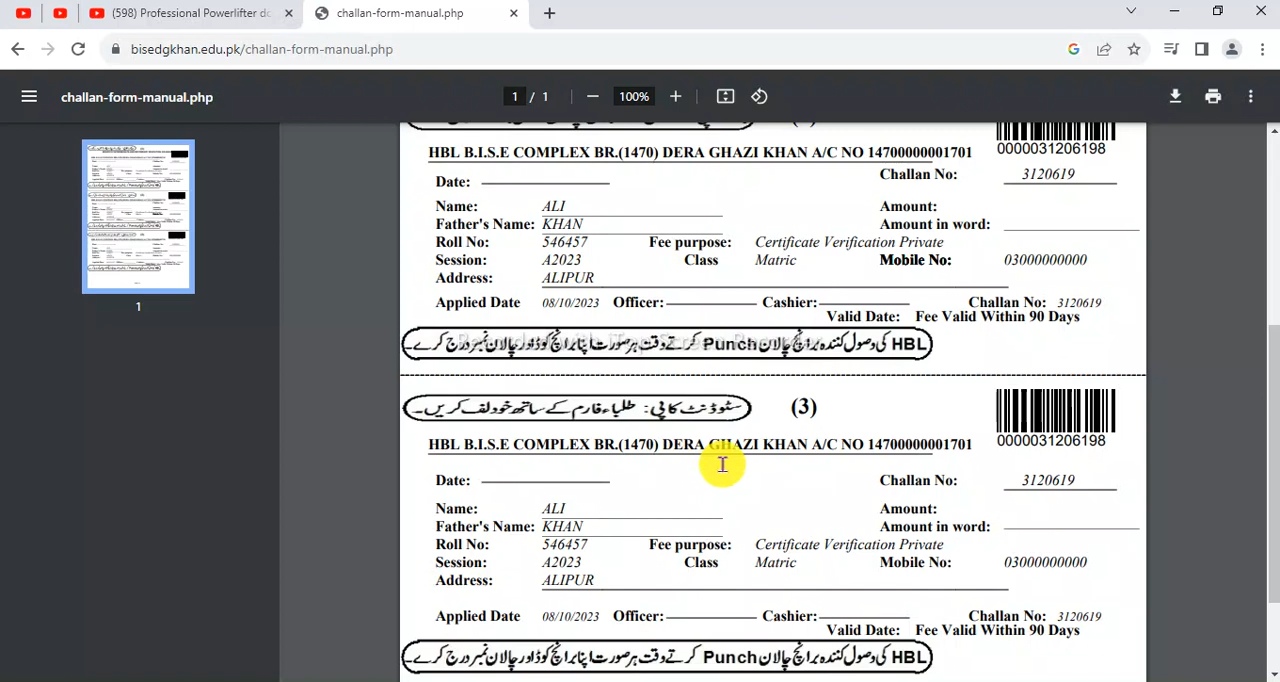 (598) Professional Powerlifter do
challan-form-manual.php
bisedgkhan.edu.pk/challan-form-manual.php
challan-form-manual.php
1 / 1
100%
1
0000031206198
HBL B.I.S.E COMPLEX BR.(1470) DERA GHAZI KHAN A/C NO 14700000001701
Date: Challan No: 3120619
Name: ALI Amount:
Father's Name: KHAN Amount in word:
Roll No: 546457 Fee purpose: Certificate Verification Private
Session: A2023 Class Matric Mobile No: 03000000000
Address: ALIPUR
Applied Date 08/10/2023 Officer: Cashier: Challan No: 3120619
Valid Date: Fee Valid Within 90 Days
HBL کی وصول کنندہ برانچ چالان Punch کرتے وقت ہر صورت اپنا برانچ کوڈ اور چالان نمبر درج کرے۔
سٹوڈنٹ کاپی: طلباء فارم کے ساتھ خود لف کریں۔ (3)
0000031206198
HBL B.I.S.E COMPLEX BR.(1470) DERA GHAZI KHAN A/C NO 14700000001701
Date: Challan No: 3120619
Name: ALI Amount:
Father's Name: KHAN Amount in word:
Roll No: 546457 Fee purpose: Certificate Verification Private
Session: A2023 Class Matric Mobile No: 03000000000
Address: ALIPUR
Applied Date 08/10/2023 Officer: Cashier: Challan No: 3120619
Valid Date: Fee Valid Within 90 Days
HBL کی وصول کنندہ برانچ چالان Punch کرتے وقت ہر صورت اپنا برانچ کوڈ اور چالان نمبر درج کرے۔